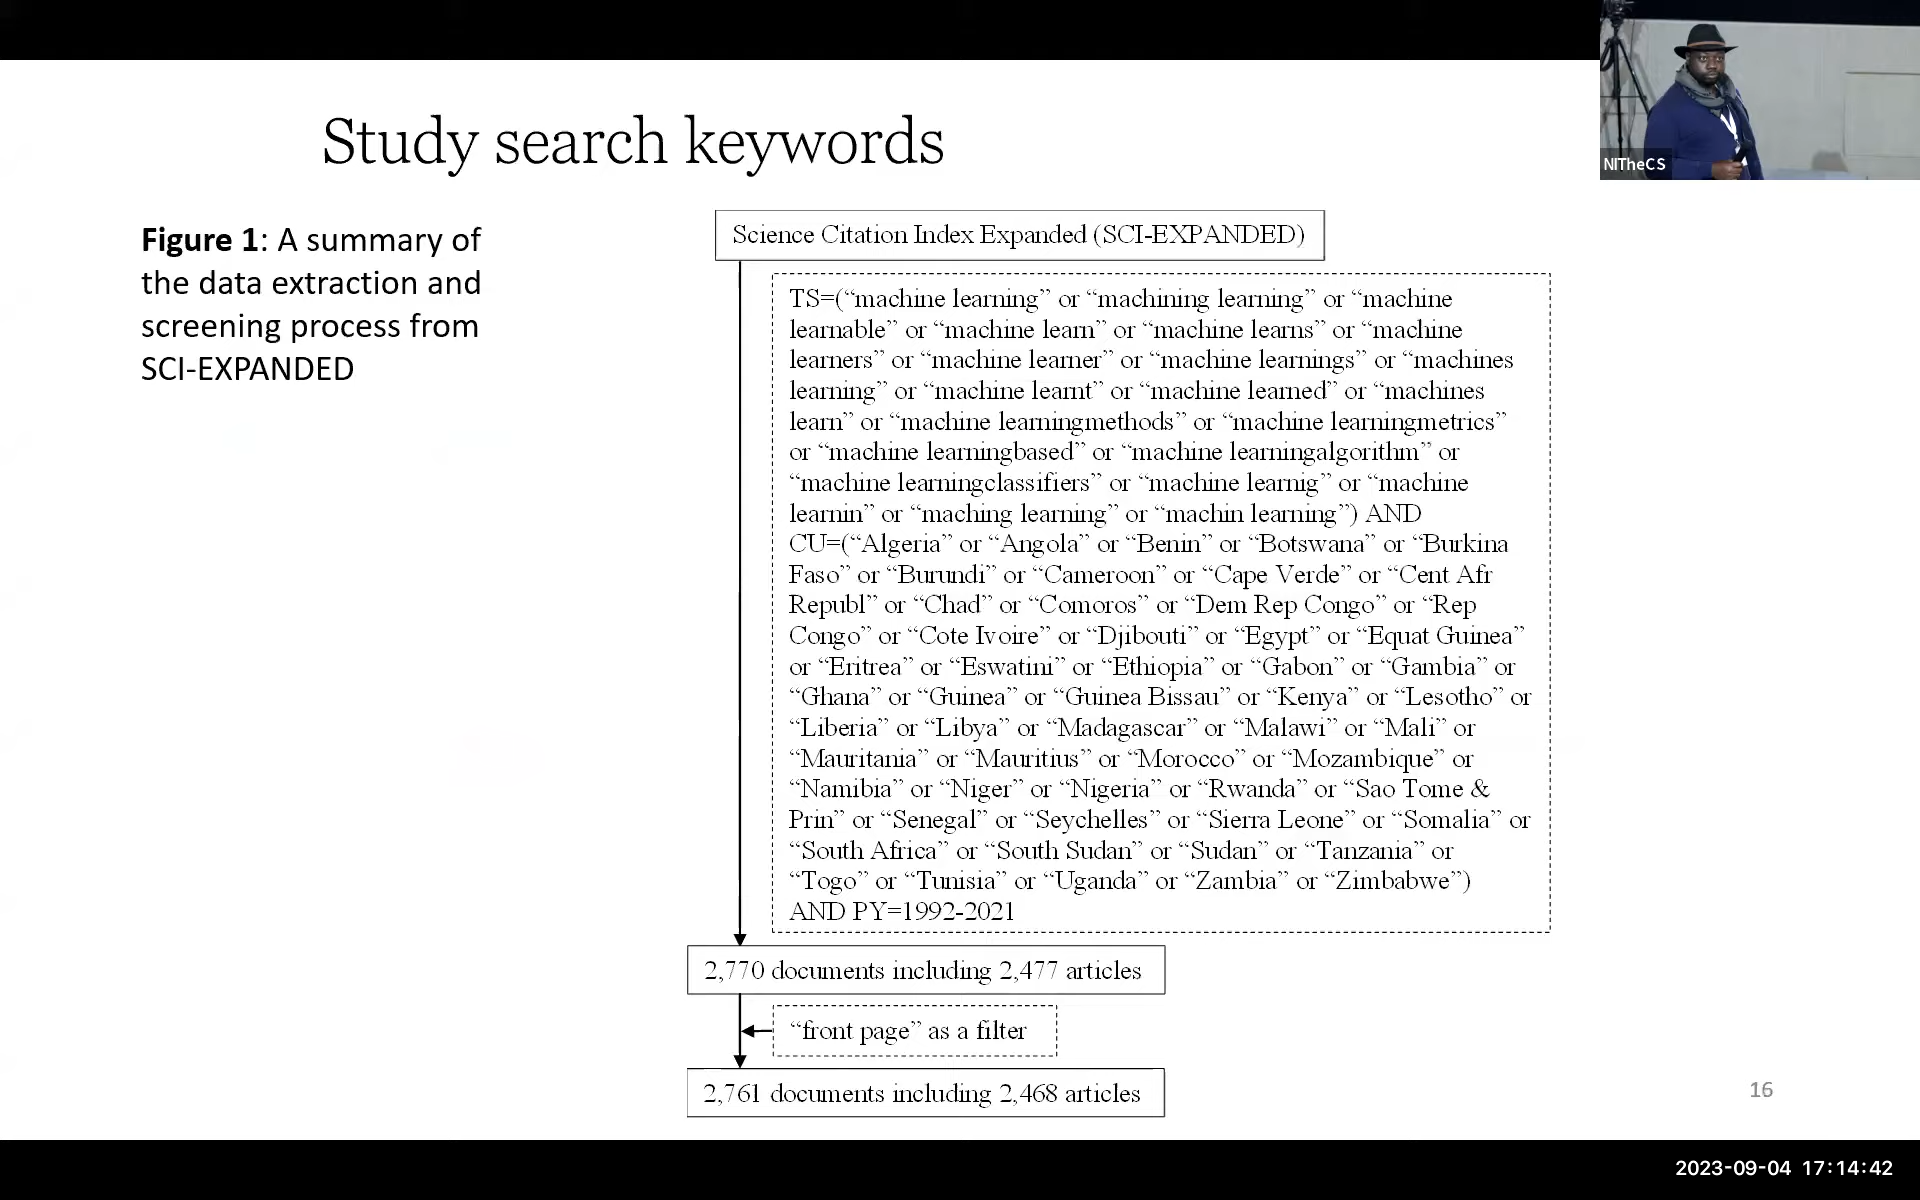 Study search keywords
NITheCS
Figure 1: A summary of
the data extraction and
screening process from
SCI-EXPANDED
Science Citation Index Expanded (SCI-EXPANDED)
TS=(“machine learning” or “machining learning” or “machine
learnable” or “machine learn” or “machine learns” or “machine
learners” or “machine learner” or “machine learnings” or “machines
learning” or “machine learnt” or “machine learned” or “machines
learn” or “machine learningmethods” or “machine learningmetrics”
or “machine learningbased” or “machine learningalgorithm” or
“machine learningclassifiers” or “machine learnig” or “machine
learnin” or “maching learning” or “machin learning”) AND
CU=(“Algeria” or “Angola” or “Benin” or “Botswana” or “Burkina
Faso” or “Burundi” or “Cameroon” or “Cape Verde” or “Cent Afr
Republ” or “Chad” or “Comoros” or “Dem Rep Congo” or “Rep
Congo” or “Cote Ivoire” or “Djibouti” or “Egypt” or “Equat Guinea”
or “Eritrea” or “Eswatini” or “Ethiopia” or “Gabon” or “Gambia” or
“Ghana” or “Guinea” or “Guinea Bissau” or “Kenya” or “Lesotho” or
“Liberia” or “Libya” or “Madagascar” or “Malawi” or “Mali” or
“Mauritania” or “Mauritius” or “Morocco” or “Mozambique” or
“Namibia” or “Niger” or “Nigeria” or “Rwanda” or “Sao Tome &
Prin” or “Senegal” or “Seychelles” or “Sierra Leone” or “Somalia” or
“South Africa” or “South Sudan” or “Sudan” or “Tanzania” or
“Togo” or “Tunisia” or “Uganda” or “Zambia” or “Zimbabwe”)
AND PY=1992-2021
2,770 documents including 2,477 articles
“front page” as a filter
2,761 documents including 2,468 articles
16
2023-09-04 17:14:42